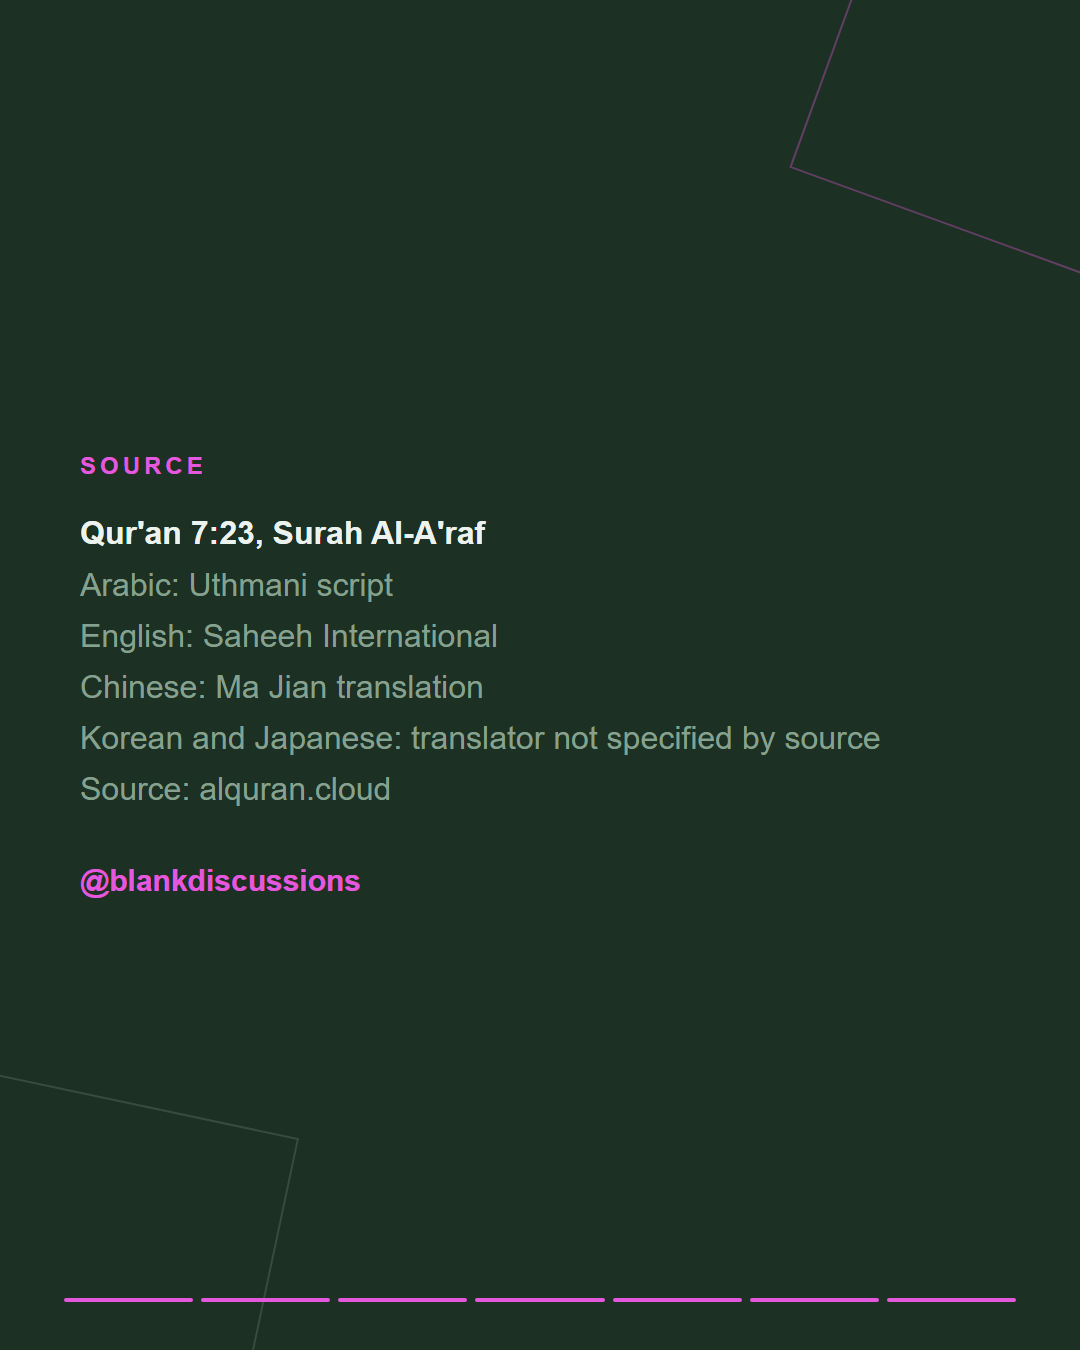 SOURCE
Qur'an 7:23, Surah Al-A'raf
Arabic: Uthmani script
English: Saheeh International
Chinese: Ma Jian translation
Korean and Japanese: translator not specified by source
Source: alquran.cloud
@blankdiscussions